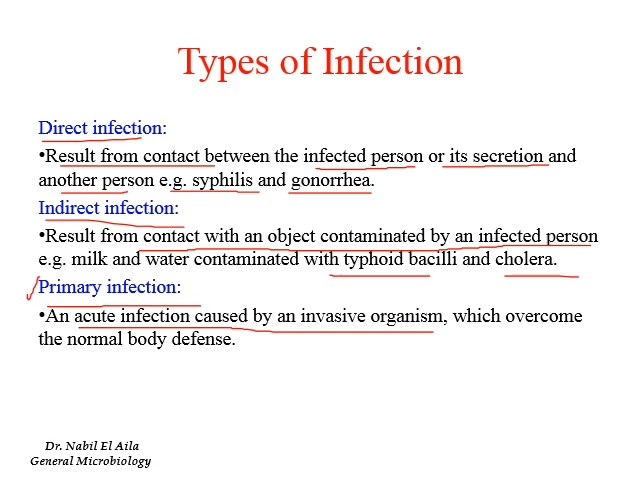 Types of Infection
Direct infection:
•Result from contact between the infected person or its secretion and
another person e.g. syphilis and gonorrhea.
Indirect infection:
•Result from contact with an object contaminated by an infected person
e.g. milk and water contaminated with typhoid bacilli and cholera.
Primary infection:
•An acute infection caused by an invasive organism, which overcome
the normal body defense.
Dr. Nabil El Aila
General Microbiology